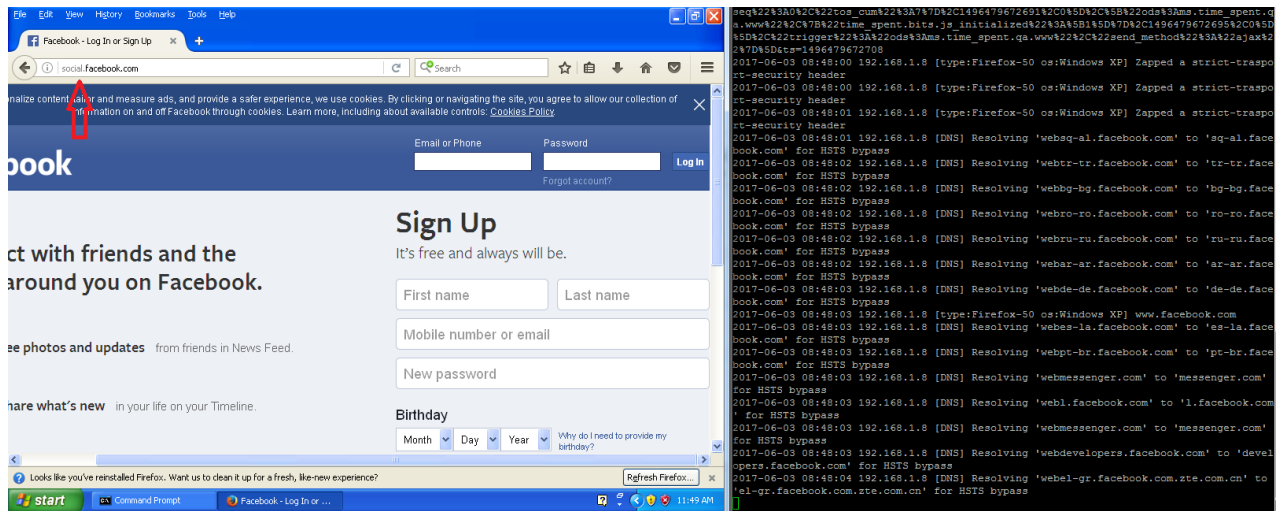 File Edit View History Bookmarks Tools Help
Facebook - Log In or Sign Up
social.facebook.com
Search
nalize content, tailor and measure ads, and provide a safer experience, we use cookies. By clicking or navigating the site, you agree to allow our collection of
information on and off Facebook through cookies. Learn more, including about available controls: Cookies Policy.
book
Email or Phone Password
Log In
Forgot account?
Sign Up
It's free and always will be.
ct with friends and the
around you on Facebook.
First name Last name
Mobile number or email
ee photos and updates from friends in News Feed.
New password
hare what's new in your life on your Timeline.
Birthday
Month Day Year Why do I need to provide my
birthday?
Looks like you've reinstalled Firefox. Want us to clean it up for a fresh, like-new experience? Refresh Firefox...
start Command Prompt Facebook - Log In or ... 11:49 AM
seq%22%3A0%2C%22tos_cum%22%3A7%7D%2C1496479672691%2C0%5D%2C%5B%22ods%3Ams.time_spent.q
a.www%22%2C%7B%22time_spent.bits.js_initialized%22%3A%5B1%5D%7D%2C1496479672695%2C0%5D
%5D%2C%22trigger%22%3A%22ods%3Ams.time_spent.qa.www%22%2C%22send_method%22%3A%22ajax%2
2%7D%5D&ts=1496479672708
2017-06-03 08:48:00 192.168.1.8 [type:Firefox-50 os:Windows XP] Zapped a strict-traspo
rt-security header
2017-06-03 08:48:00 192.168.1.8 [type:Firefox-50 os:Windows XP] Zapped a strict-traspo
rt-security header
2017-06-03 08:48:01 192.168.1.8 [type:Firefox-50 os:Windows XP] Zapped a strict-traspo
rt-security header
2017-06-03 08:48:01 192.168.1.8 [DNS] Resolving 'websq-al.facebook.com' to 'sq-al.face
book.com' for HSTS bypass
2017-06-03 08:48:02 192.168.1.8 [DNS] Resolving 'webtr-tr.facebook.com' to 'tr-tr.face
book.com' for HSTS bypass
2017-06-03 08:48:02 192.168.1.8 [DNS] Resolving 'webbg-bg.facebook.com' to 'bg-bg.face
book.com' for HSTS bypass
2017-06-03 08:48:02 192.168.1.8 [DNS] Resolving 'webro-ro.facebook.com' to 'ro-ro.face
book.com' for HSTS bypass
2017-06-03 08:48:02 192.168.1.8 [DNS] Resolving 'webru-ru.facebook.com' to 'ru-ru.face
book.com' for HSTS bypass
2017-06-03 08:48:02 192.168.1.8 [DNS] Resolving 'webar-ar.facebook.com' to 'ar-ar.face
book.com' for HSTS bypass
2017-06-03 08:48:03 192.168.1.8 [DNS] Resolving 'webde-de.facebook.com' to 'de-de.face
book.com' for HSTS bypass
2017-06-03 08:48:03 192.168.1.8 [type:Firefox-50 os:Windows XP] www.facebook.com
2017-06-03 08:48:03 192.168.1.8 [DNS] Resolving 'webes-la.facebook.com' to 'es-la.face
book.com' for HSTS bypass
2017-06-03 08:48:03 192.168.1.8 [DNS] Resolving 'webpt-br.facebook.com' to 'pt-br.face
book.com' for HSTS bypass
2017-06-03 08:48:03 192.168.1.8 [DNS] Resolving 'webmessenger.com' to 'messenger.com'
for HSTS bypass
2017-06-03 08:48:03 192.168.1.8 [DNS] Resolving 'webl.facebook.com' to 'l.facebook.com
' for HSTS bypass
2017-06-03 08:48:03 192.168.1.8 [DNS] Resolving 'webmessenger.com' to 'messenger.com'
for HSTS bypass
2017-06-03 08:48:03 192.168.1.8 [DNS] Resolving 'webdevelopers.facebook.com' to 'devel
opers.facebook.com' for HSTS bypass
2017-06-03 08:48:04 192.168.1.8 [DNS] Resolving 'webel-gr.facebook.com.zte.com.cn' to
'el-gr.facebook.com.zte.com.cn' for HSTS bypass